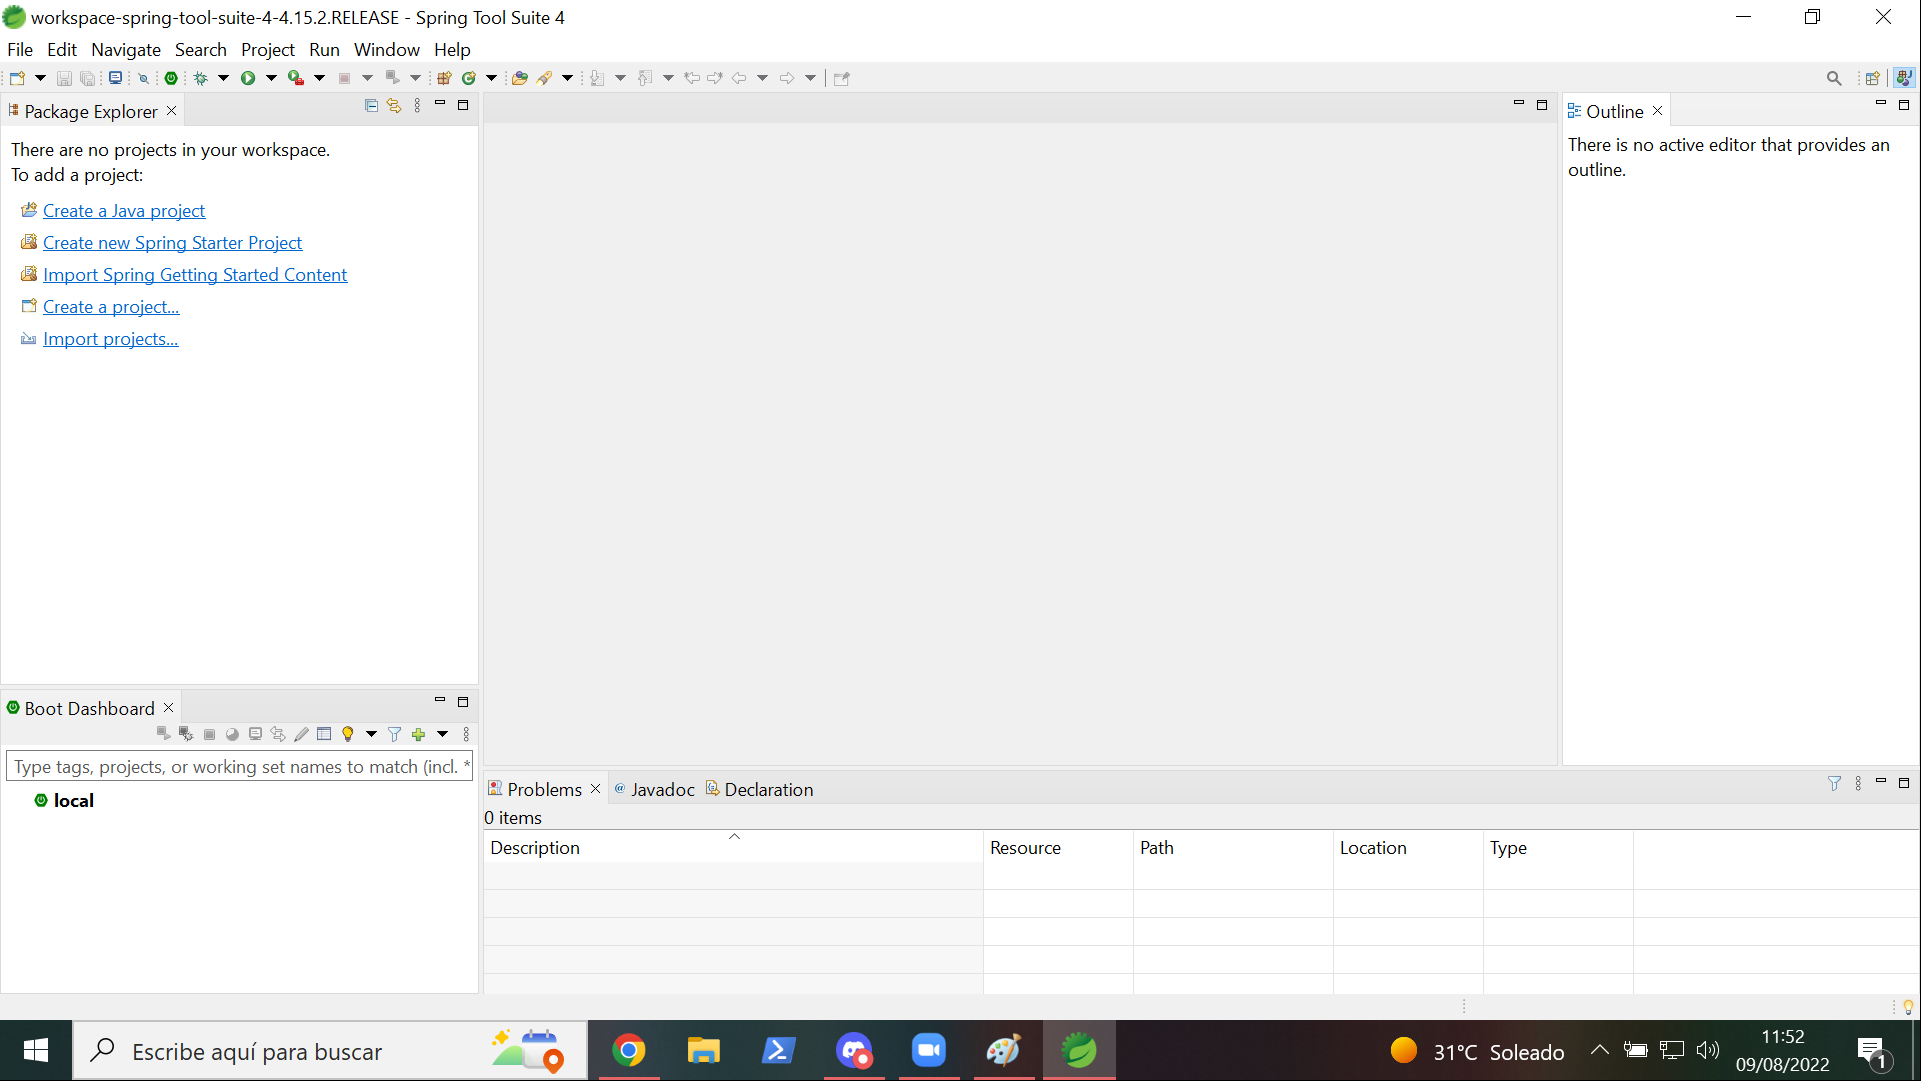 workspace-spring-tool-suite-4-4.15.2.RELEASE - Spring Tool Suite 4
File Edit Navigate Search Project Run Window Help
Package Explorer
There are no projects in your workspace.
To add a project:
Create a Java project
Create new Spring Starter Project
Import Spring Getting Started Content
Create a project...
Import projects...
Outline
There is no active editor that provides an
outline.
Boot Dashboard
Type tags, projects, or working set names to match (incl. *
local
Problems @ Javadoc Declaration
0 items
Description Resource Path Location Type
Escribe aquí para buscar
31°C Soleado
11:52
09/08/2022
1